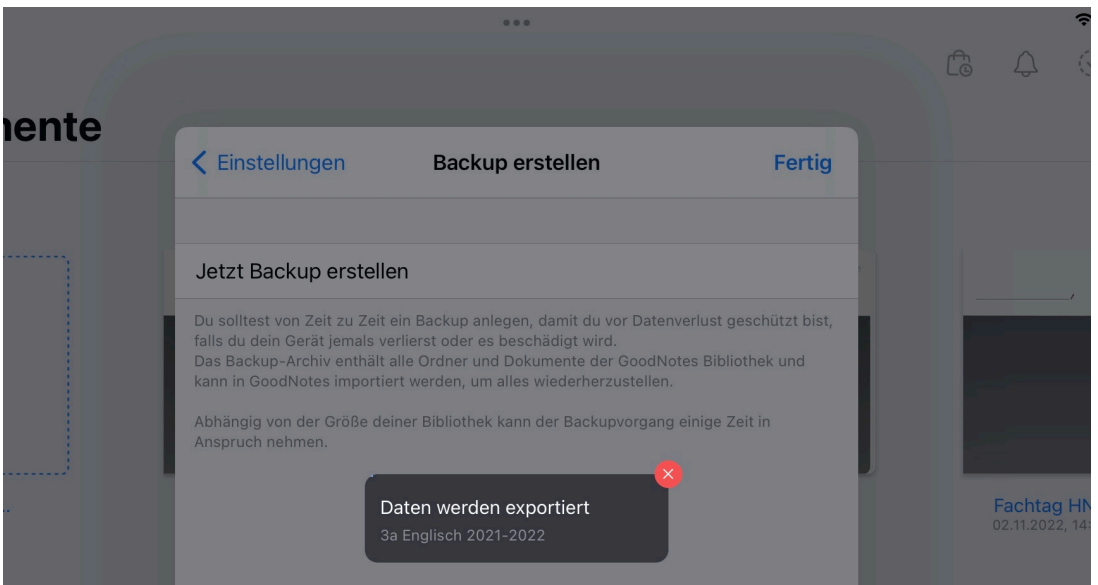 Einstellungen Backup erstellen Fertig
Jetzt Backup erstellen
Du solltest von Zeit zu Zeit ein Backup anlegen, damit du vor Datenverlust geschützt bist,
falls du dein Gerät jemals verlierst oder es beschädigt wird.
Das Backup-Archiv enthält alle Ordner und Dokumente der GoodNotes Bibliothek und
kann in GoodNotes importiert werden, um alles wiederherzustellen.
Abhängig von der Größe deiner Bibliothek kann der Backupvorgang einige Zeit in
Anspruch nehmen.
Daten werden exportiert
3a Englisch 2021-2022
Fachtag HN
02.11.2022, 14: